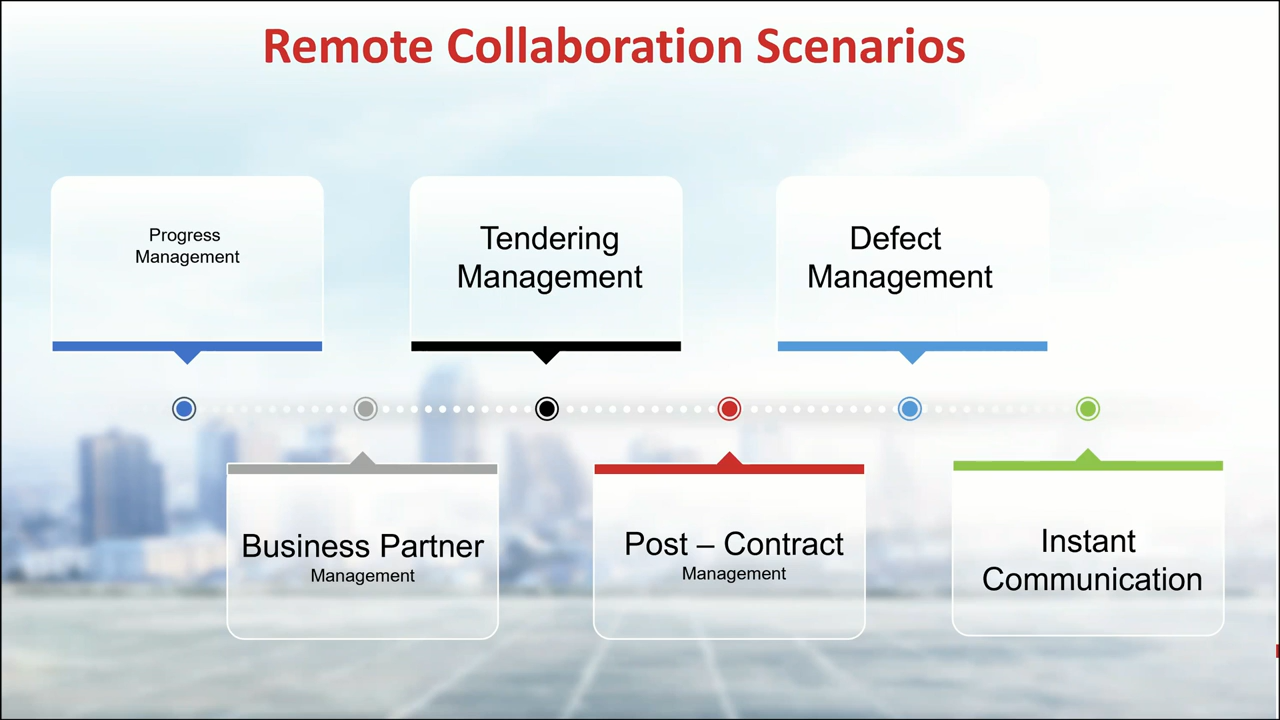 Remote Collaboration Scenarios
Progress
Management
Tendering
Management
Defect
Management
Business Partner
Management
Post – Contract
Management
Instant
Communication